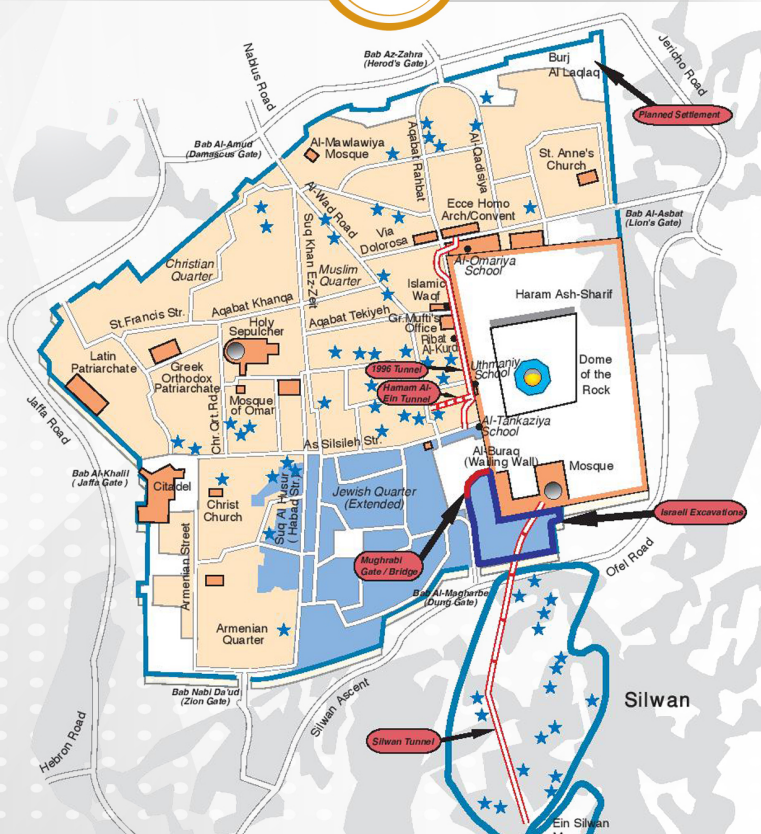 Bab Az-Zahra
(Herod's Gate)
Burj
Al Laqlaq
Jericho Road
Nablus Road
Planned Settlement
Bab Al-Amud
(Damascus Gate)
Al-Mawlawiya
Mosque
Aqabat Rahbat
Al-Qadisiya
St. Anne's
Church
Al-Wad Road
Ecce Homo
Arch/Convent
Bab Al-Asbat
(Lion's Gate)
Via
Dolorosa
Suq Khan Ez-Zeit
Christian
Quarter
Muslim
Quarter
Al-Omariya
School
Islamic
Waqf
Haram Ash-Sharif
St.Francis Str.
Aqabat Khanqa
Aqabat Tekiyeh
Gr.Mufti's
Office
Holy
Sepulcher
Ribat
Al-Kurd
Latin
Patriarchate
Greek
Orthodox
Patriarchate
1996 Tunnel
Uthmaniy
School
Dome
of the
Rock
Hamam Al-
Ein Tunnel
Mosque
of Omar
Chr.Qrt.Rd.
Jaffa Road
Al-Tankaziya
School
As Silsileh Str.
Al-Buraq
(Wailing Wall)
Mosque
Bab Al-Khalil
( Jaffa Gate )
Citadel
Christ
Church
Suq Al Husur
( Habad Str.)
Jewish Quarter
(Extended)
Israeli Excavations
Armenian Street
Mughrabi
Gate / Bridge
Ofel Road
Bab Al-Magharbe
(Dung Gate)
Armenian
Quarter
Bab Nabi Da'ud
(Zion Gate)
Silwan Ascent
Silwan
Hebron Road
Silwan Tunnel
Ein Silwan